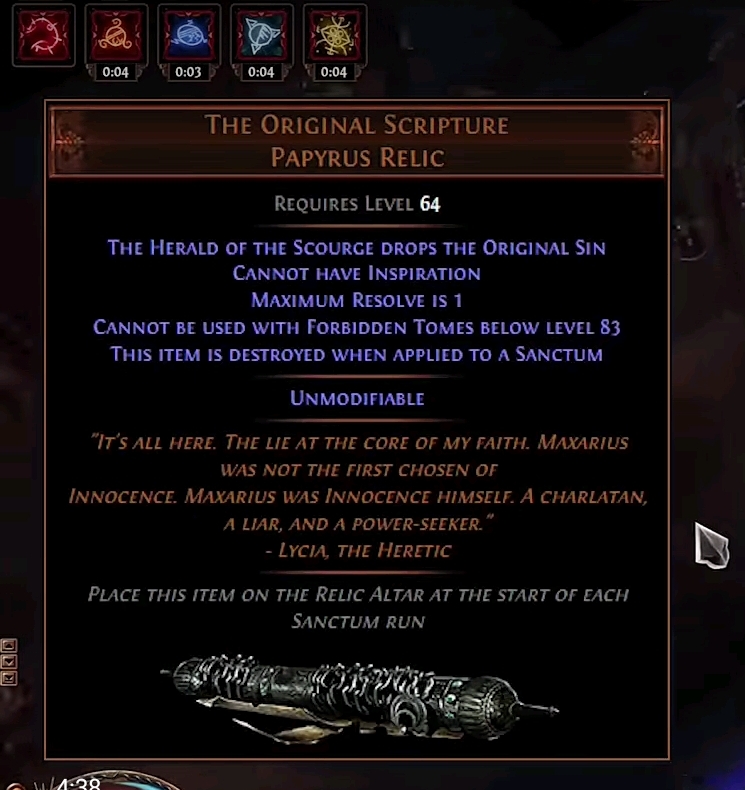 0:04
0:03
0:04
0:04
The Original Scripture
Papyrus Relic
Requires Level 64
The Herald of the Scourge drops the Original Sin
Cannot have Inspiration
Maximum Resolve is 1
Cannot be used with Forbidden Tomes below level 83
This item is destroyed when applied to a Sanctum
Unmodifiable
"It's all here. The lie at the core of my faith. Maxarius
was not the first chosen of
Innocence. Maxarius was Innocence himself. A charlatan,
a liar, and a power-seeker."
- Lycia, the Heretic
Place this item on the Relic Altar at the start of each
Sanctum run
4:38